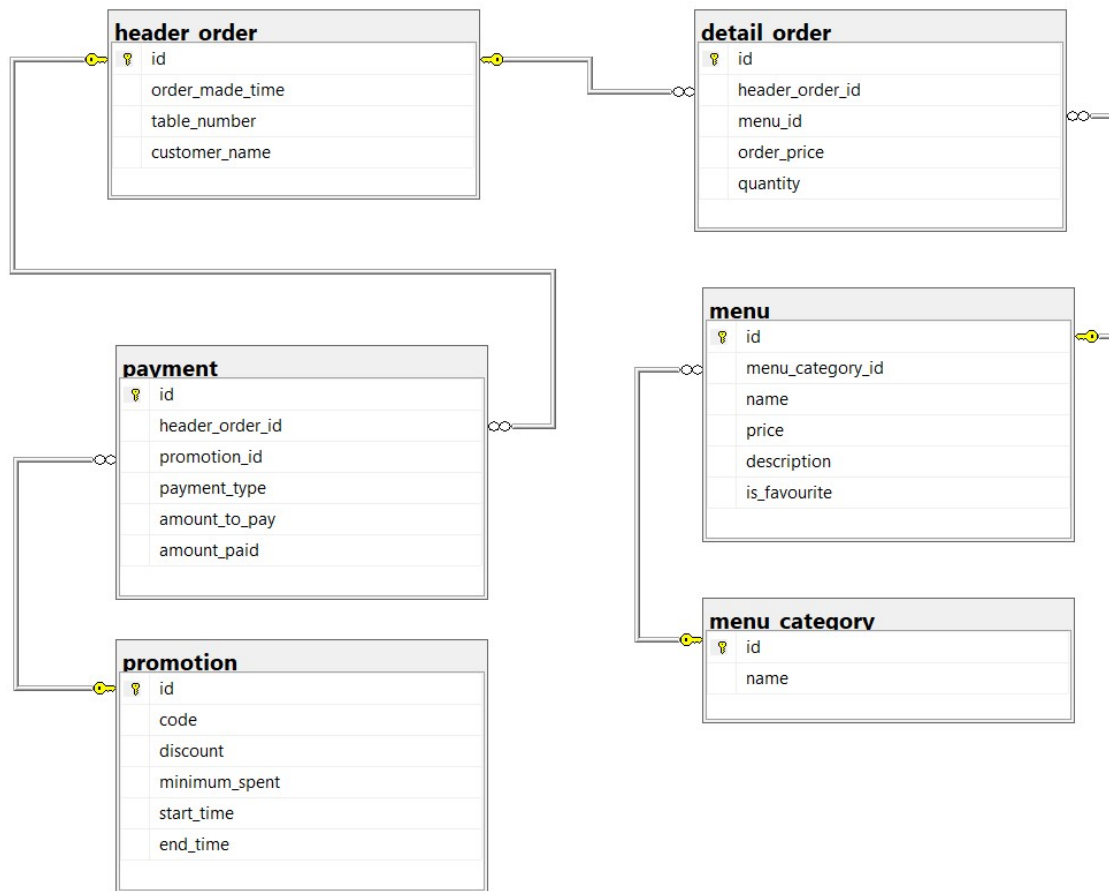 header_order
id
order_made_time
table_number
customer_name
detail_order
id
header_order_id
menu_id
order_price
quantity
payment
id
header_order_id
promotion_id
payment_type
amount_to_pay
amount_paid
menu
id
menu_category_id
name
price
description
is_favourite
promotion
id
code
discount
minimum_spent
start_time
end_time
menu_category
id
name